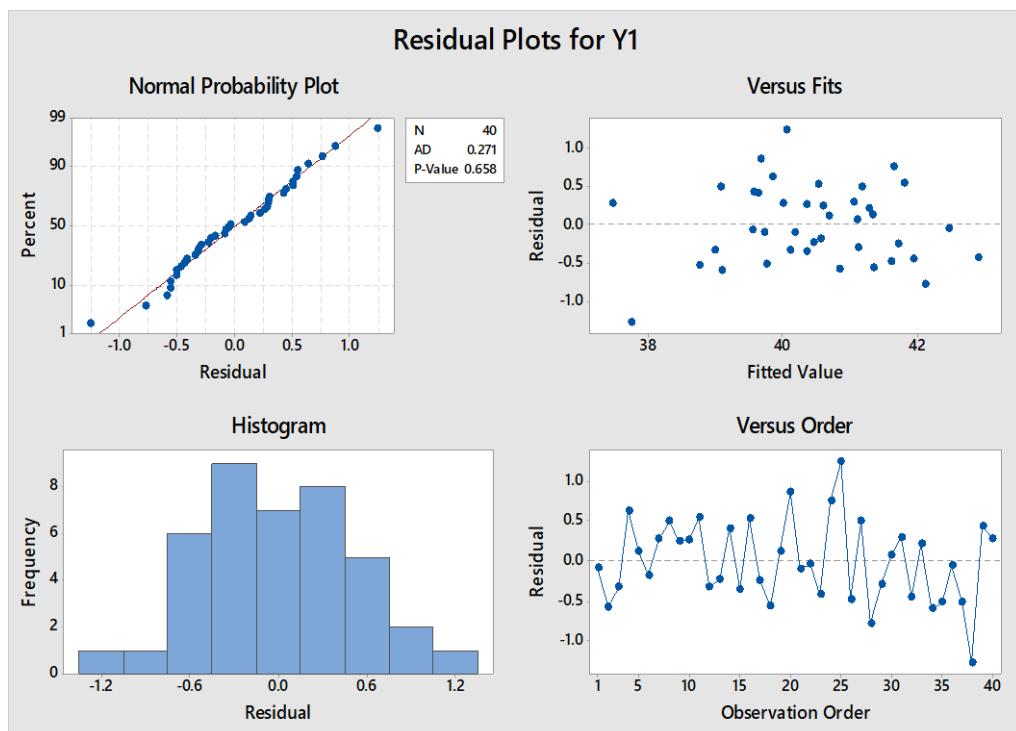 Residual Plots for Y1
Normal Probability Plot
99
90
50
10
1
Percent
-1.0 -0.5 0.0 0.5 1.0
Residual
N 40
AD 0.271
P-Value 0.658
Versus Fits
1.0
0.5
0.0
-0.5
-1.0
Residual
38 40 42
Fitted Value
Histogram
8
6
4
2
0
Frequency
-1.2 -0.6 0.0 0.6 1.2
Residual
Versus Order
1.0
0.5
0.0
-0.5
-1.0
Residual
1 5 10 15 20 25 30 35 40
Observation Order